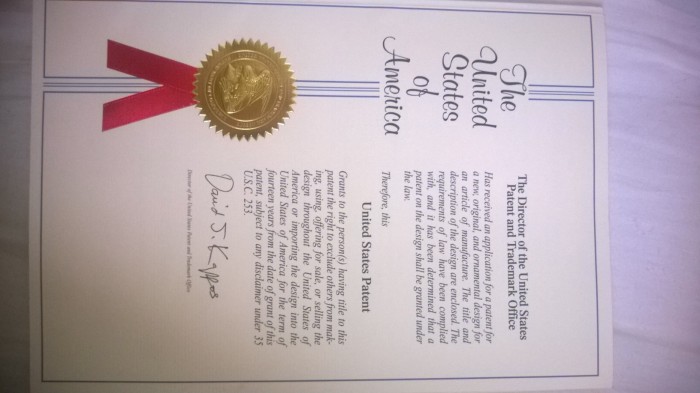 The
United
States
of
America
The Director of the United States
Patent and Trademark Office
Has received an application for a patent for
a new, original, and ornamental design for
an article of manufacture. The title and
description of the design are enclosed. The
requirements of law have been complied
with, and it has been determined that a
patent on the design shall be granted under
the law.
Therefore, this
United States Patent
Grants to the person(s) having title to this
patent the right to exclude others from mak-
ing, using, offering for sale, or selling the
design throughout the United States of
America or importing the design into the
United States of America for the term of
fourteen years from the date of grant of this
patent, subject to any disclaimer under 35
U.S.C. 253.
David J. Kappos
Director of the United States Patent and Trademark Office